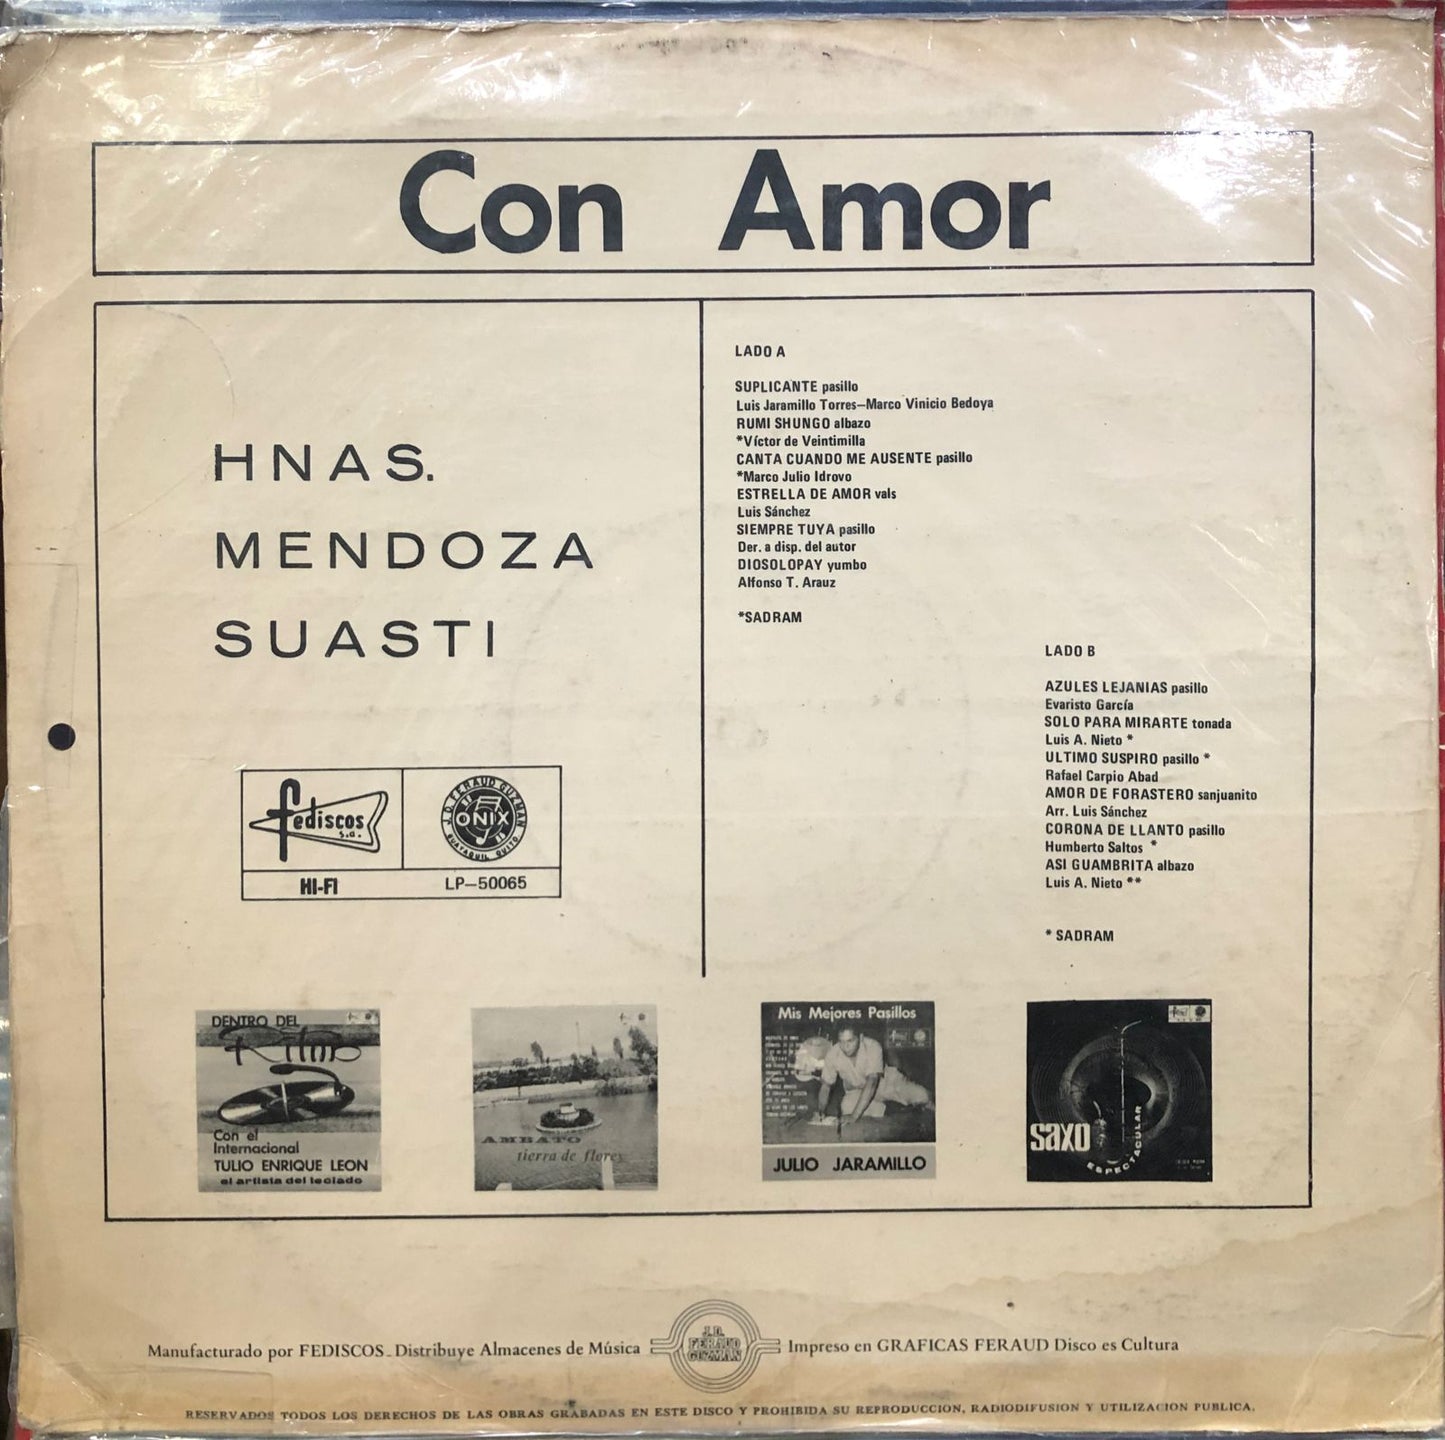 Con Amor
HNAS.
MENDOZA
SUASTI
fediscos
s.a.
J.D. FERAUD GUZMAN
ONIX
GUAYAQUIL QUITO
HI-FI
LP-50065
LADO A
SUPLICANTE pasillo
Luis Jaramillo Torres-Marco Vinicio Bedoya
RUMI SHUNGO albazo
*Víctor de Veintimilla
CANTA CUANDO ME AUSENTE pasillo
*Marco Julio Idrovo
ESTRELLA DE AMOR vals
Luis Sánchez
SIEMPRE TUYA pasillo
Der. a disp. del autor
DIOSOLOPAY yumbo
Alfonso T. Arauz
*SADRAM
LADO B
AZULES LEJANIAS pasillo
Evaristo García
SOLO PARA MIRARTE tonada
Luis A. Nieto *
ULTIMO SUSPIRO pasillo *
Rafael Carpio Abad
AMOR DE FORASTERO sanjuanito
Arr. Luis Sánchez
CORONA DE LLANTO pasillo
Humberto Saltos *
ASI GUAMBRITA albazo
Luis A. Nieto **
* SADRAM
DENTRO DEL
Ritmo
Con el
Internacional
TULIO ENRIQUE LEON
el artista del teclado
AMBATO
tierra de flores
Mis Mejores Pasillos
JULIO JARAMILLO
saxo
ESPECTACULAR
Manufacturado por FEDISCOS - Distribuye Almacenes de Música
J.D.
FERAUD
GUZMAN
Impreso en GRAFICAS FERAUD Disco es Cultura
RESERVADOS TODOS LOS DERECHOS DE LAS OBRAS GRABADAS EN ESTE DISCO Y PROHIBIDA SU REPRODUCCION, RADIODIFUSION Y UTILIZACION PUBLICA.